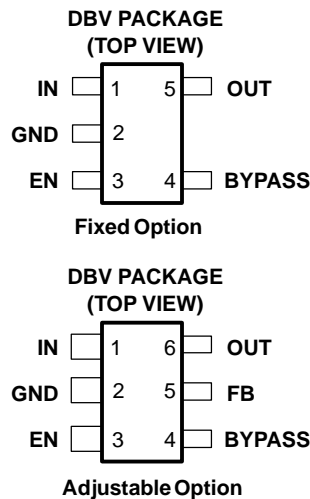 DBV PACKAGE
(TOP VIEW)
IN 1 5 OUT
GND 2
EN 3 4 BYPASS
Fixed Option
DBV PACKAGE
(TOP VIEW)
IN 1 6 OUT
GND 2 5 FB
EN 3 4 BYPASS
Adjustable Option